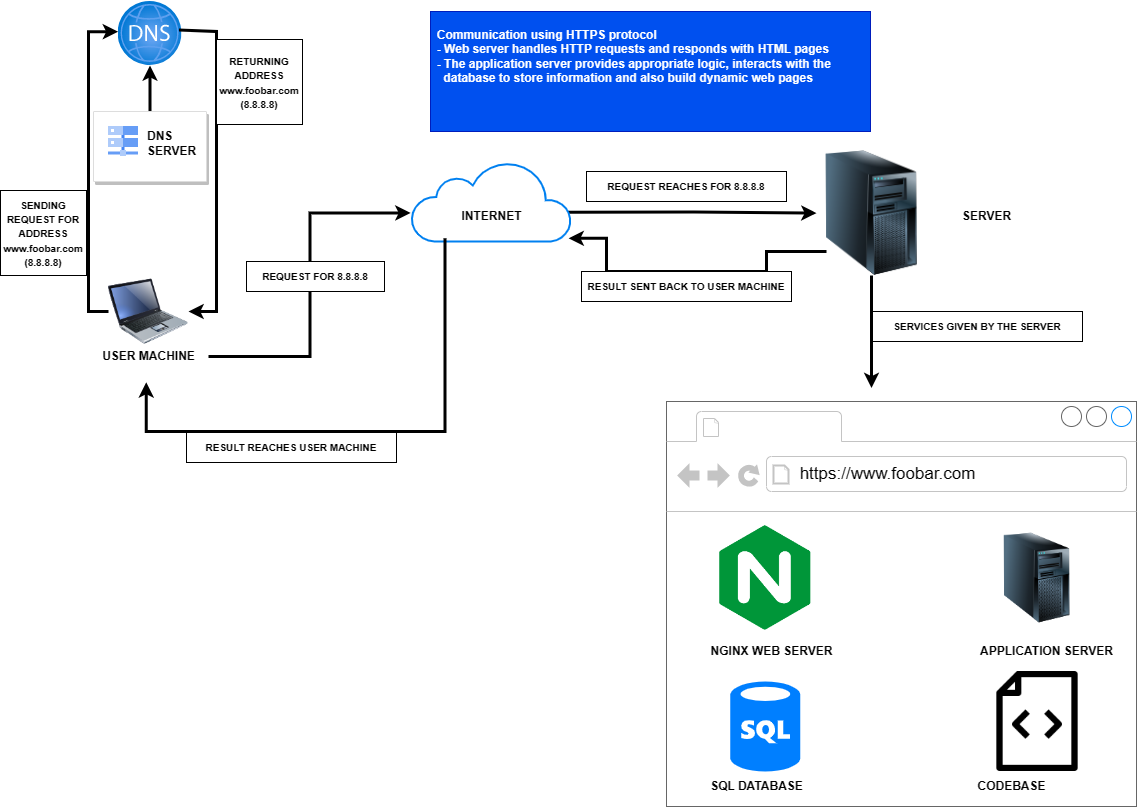 DNS
RETURNING
ADDRESS
www.foobar.com
(8.8.8.8)
Communication using HTTPS protocol
- Web server handles HTTP requests and responds with HTML pages
- The application server provides appropriate logic, interacts with the
database to store information and also build dynamic web pages
DNS
SERVER
SENDING
REQUEST FOR
ADDRESS
www.foobar.com
(8.8.8.8)
INTERNET
REQUEST REACHES FOR 8.8.8.8
SERVER
REQUEST FOR 8.8.8.8
RESULT SENT BACK TO USER MACHINE
USER MACHINE
SERVICES GIVEN BY THE SERVER
RESULT REACHES USER MACHINE
https://www.foobar.com
N
NGINX WEB SERVER
APPLICATION SERVER
SQL
SQL DATABASE
CODEBASE